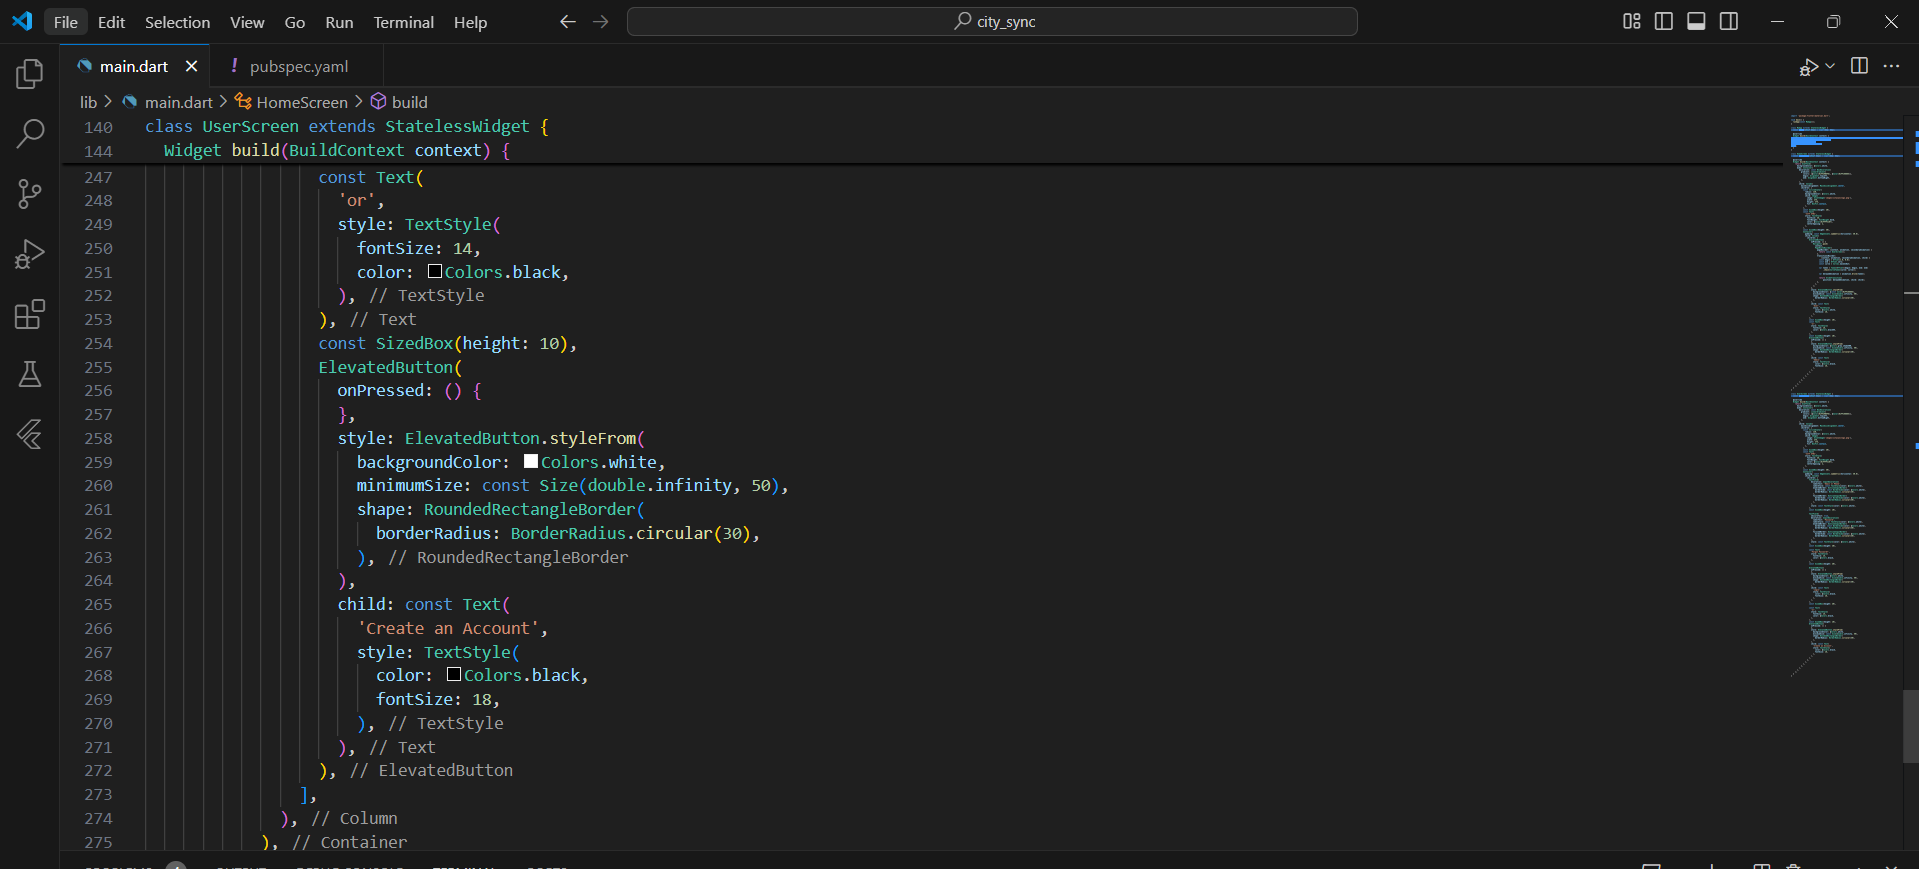 File Edit Selection View Go Run Terminal Help
city_sync
main.dart
! pubspec.yaml
lib > main.dart > HomeScreen > build
140 class UserScreen extends StatelessWidget {
144 Widget build(BuildContext context) {
247 const Text(
248 'or',
249 style: TextStyle(
250 fontSize: 14,
251 color: Colors.black,
252 ), // TextStyle
253 ), // Text
254 const SizedBox(height: 10),
255 ElevatedButton(
256 onPressed: () {
257 },
258 style: ElevatedButton.styleFrom(
259 backgroundColor: Colors.white,
260 minimumSize: const Size(double.infinity, 50),
261 shape: RoundedRectangleBorder(
262 borderRadius: BorderRadius.circular(30),
263 ), // RoundedRectangleBorder
264 ),
265 child: const Text(
266 'Create an Account',
267 style: TextStyle(
268 color: Colors.black,
269 fontSize: 18,
270 ), // TextStyle
271 ), // Text
272 ), // ElevatedButton
273 ],
274 ), // Column
275 ), // Container